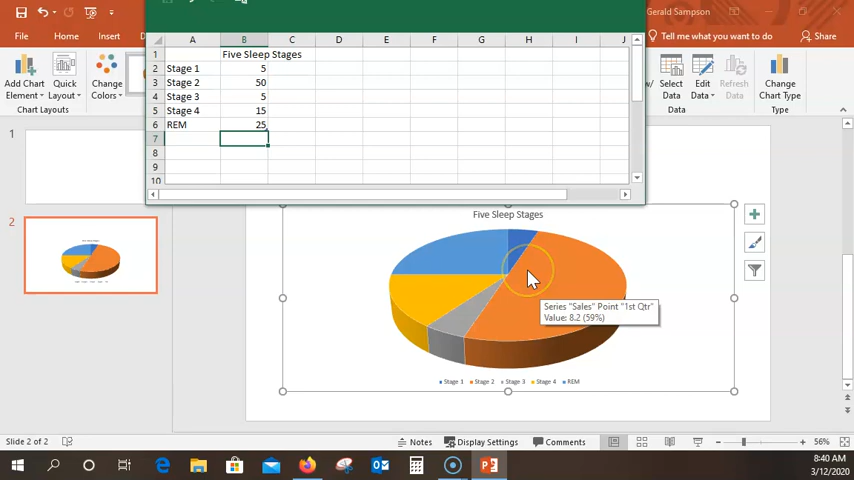 Gerald Sampson
File Home Insert
Tell me what you want to do
Share
Add Chart Element
Quick Layout
Change Colors
Chart Layouts
Select Data
Edit Data
Refresh Data
Data
Change Chart Type
Type
A B C D E F G H I J
1 Five Sleep Stages
2 Stage 1 5
3 Stage 2 50
4 Stage 3 5
5 Stage 4 15
6 REM 25
7
8
9
10
1
2
Five Sleep Stages
Series "Sales" Point "1st Qtr"
Value: 8.2 (59%)
Stage 1 Stage 2 Stage 3 Stage 4 REM
Slide 2 of 2
Notes Display Settings Comments
56%
8:40 AM
3/12/2020